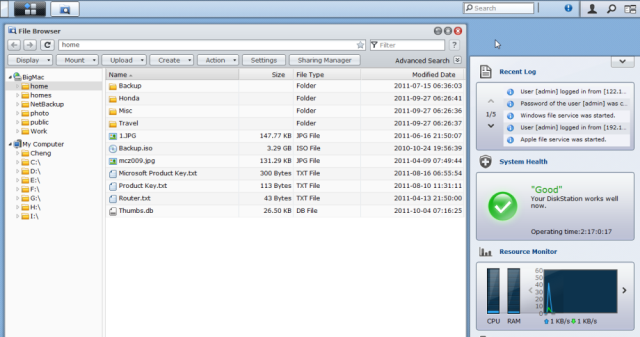 Search
File Browser
home
Filter
?
Display
Mount
Upload
Create
Action
Settings
Sharing Manager
Advanced Search
BigMac
home
homes
NetBackup
photo
public
Work
My Computer
Cheng
C:\
D:\
E:\
F:\
G:\
H:\
I:\
Name Size File Type Modified Date
Backup Folder 2011-07-15 06:36:03
Honda Folder 2011-09-27 06:26:41
Misc Folder 2011-09-27 06:26:36
Travel Folder 2011-09-27 06:26:37
1.JPG 147.77 KB JPG File 2011-06-16 21:50:07
Backup.iso 3.29 GB ISO File 2010-10-24 19:56:39
mcz009.jpg 131.29 KB JPG File 2011-04-09 07:49:44
Microsoft Product Key.txt 300 Bytes TXT File 2011-08-16 06:55:54
Product Key.txt 113 Bytes TXT File 2011-08-10 11:31:11
Router.txt 43 Bytes TXT File 2011-04-13 21:50:00
Thumbs.db 26.50 KB DB File 2011-10-04 07:16:25
Recent Log
1/5
User [admin] logged in from [122.1
Password of the user [admin] was c
Windows file service was started.
User [admin] logged in from [192.1
Apple file service was started.
System Health
"Good"
Your DiskStation works well
now.
Operating time:2:17:0:17
Resource Monitor
60
50
40
30
20
10
0
CPU RAM
1 KB/s 1 KB/s